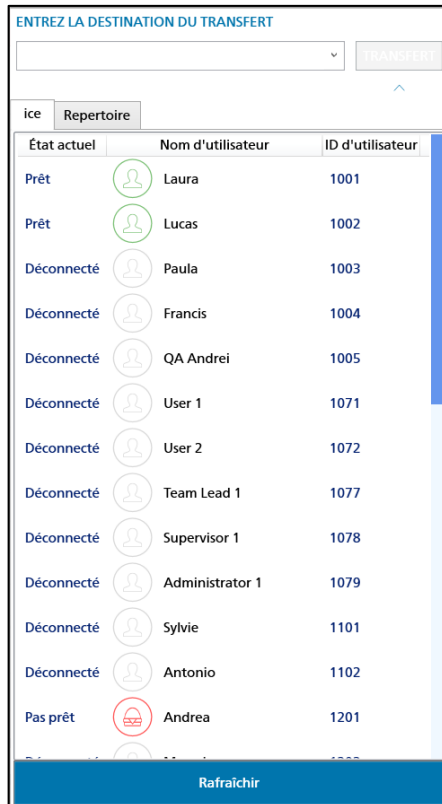 ENTREZ LA DESTINATION DU TRANSFERT
TRANSFERT
ice Repertoire
État actuel Nom d'utilisateur ID d'utilisateur
Prêt Laura 1001
Prêt Lucas 1002
Déconnecté Paula 1003
Déconnecté Francis 1004
Déconnecté QA Andrei 1005
Déconnecté User 1 1071
Déconnecté User 2 1072
Déconnecté Team Lead 1 1077
Déconnecté Supervisor 1 1078
Déconnecté Administrator 1 1079
Déconnecté Sylvie 1101
Déconnecté Antonio 1102
Pas prêt Andrea 1201
Rafraîchir